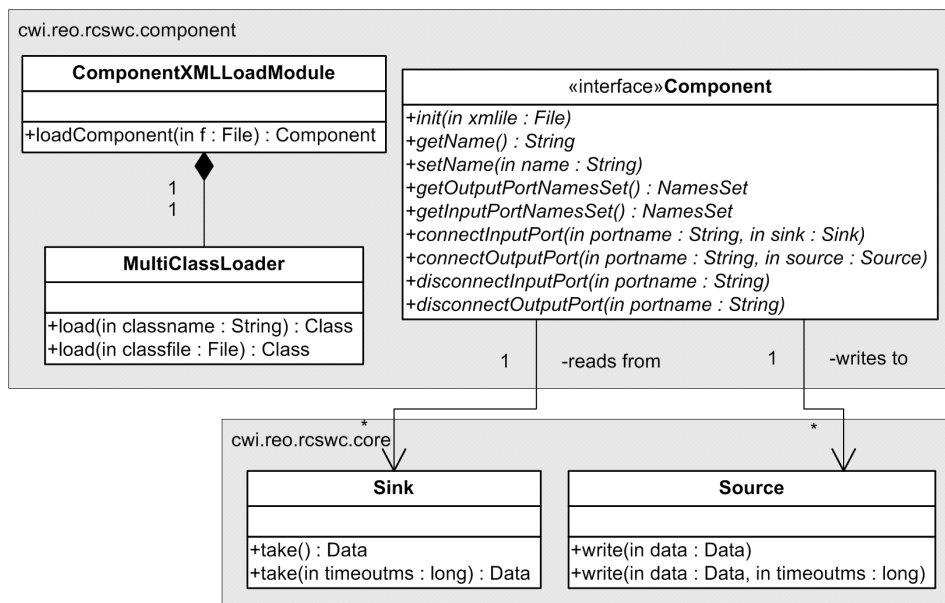 cwi.reo.rcswc.component
ComponentXMLLoadModule
+loadComponent(in f : File) : Component
1
1
MultiClassLoader
+load(in classname : String) : Class
+load(in classfile : File) : Class
«interface»Component
+init(in xmlile : File)
+getName() : String
+setName(in name : String)
+getOutputPortNamesSet() : NamesSet
+getInputPortNamesSet() : NamesSet
+connectInputPort(in portname : String, in sink : Sink)
+connectOutputPort(in portname : String, in source : Source)
+disconnectInputPort(in portname : String)
+disconnectOutputPort(in portname : String)
1 -reads from
1 -writes to
*
*
cwi.reo.rcswc.core
Sink
+take() : Data
+take(in timeoutms : long) : Data
Source
+write(in data : Data)
+write(in data : Data, in timeoutms : long)